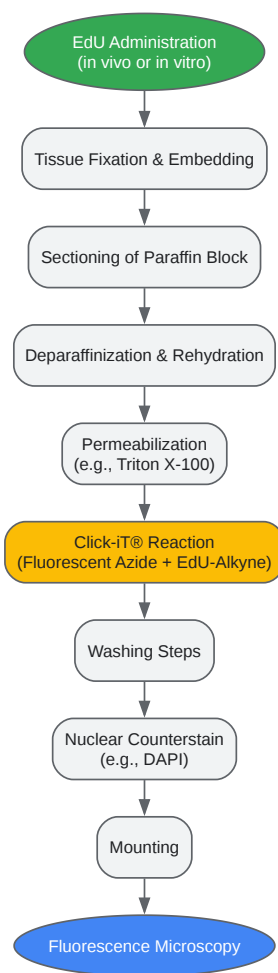 EdU Administration
(in vivo or in vitro)
Tissue Fixation & Embedding
Sectioning of Paraffin Block
Deparaffinization & Rehydration
Permeabilization
(e.g., Triton X-100)
Click-iT® Reaction
(Fluorescent Azide + EdU-Alkyne)
Washing Steps
Nuclear Counterstain
(e.g., DAPI)
Mounting
Fluorescence Microscopy